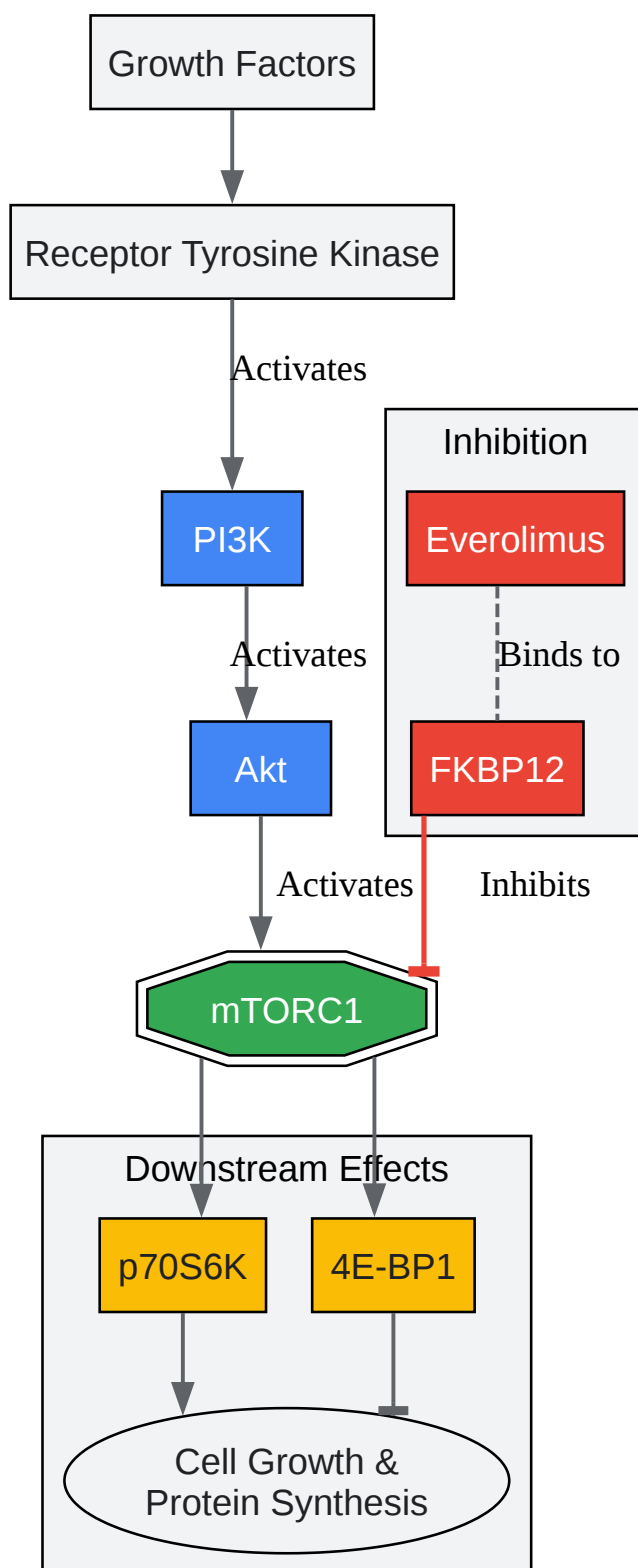 Growth Factors
Receptor Tyrosine Kinase
Activates
Inhibition
PI3K
Everolimus
Activates
Binds to
Akt
FKBP12
Activates
Inhibits
mTORC1
Downstream Effects
p70S6K
4E-BP1
Cell Growth &
Protein Synthesis